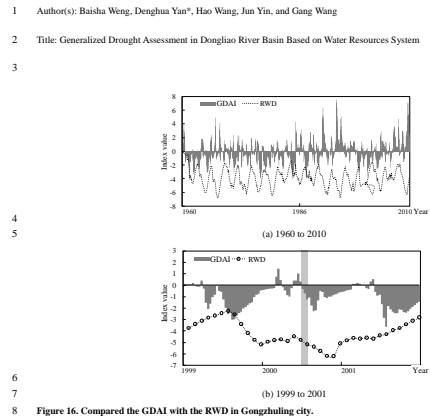 1 Author(s): Baisha Weng, Denghua Yan*, Hao Wang, Jun Yin, and Gang Wang
2 Title: Generalized Drought Assessment in Dongliao River Basin Based on Water Resources System
3
8
6
4
2
0
-2
-4
-6
-8
Index value
GDAI RWD
1960 1986 2010 Year
4
5 (a) 1960 to 2010
3
2
1
0
-1
-2
-3
-4
-5
-6
-7
Index value
GDAI RWD
1999 2000 2001 Year
6
7 (b) 1999 to 2001
8 Figure 16. Compared the GDAI with the RWD in Gongzhuling city.